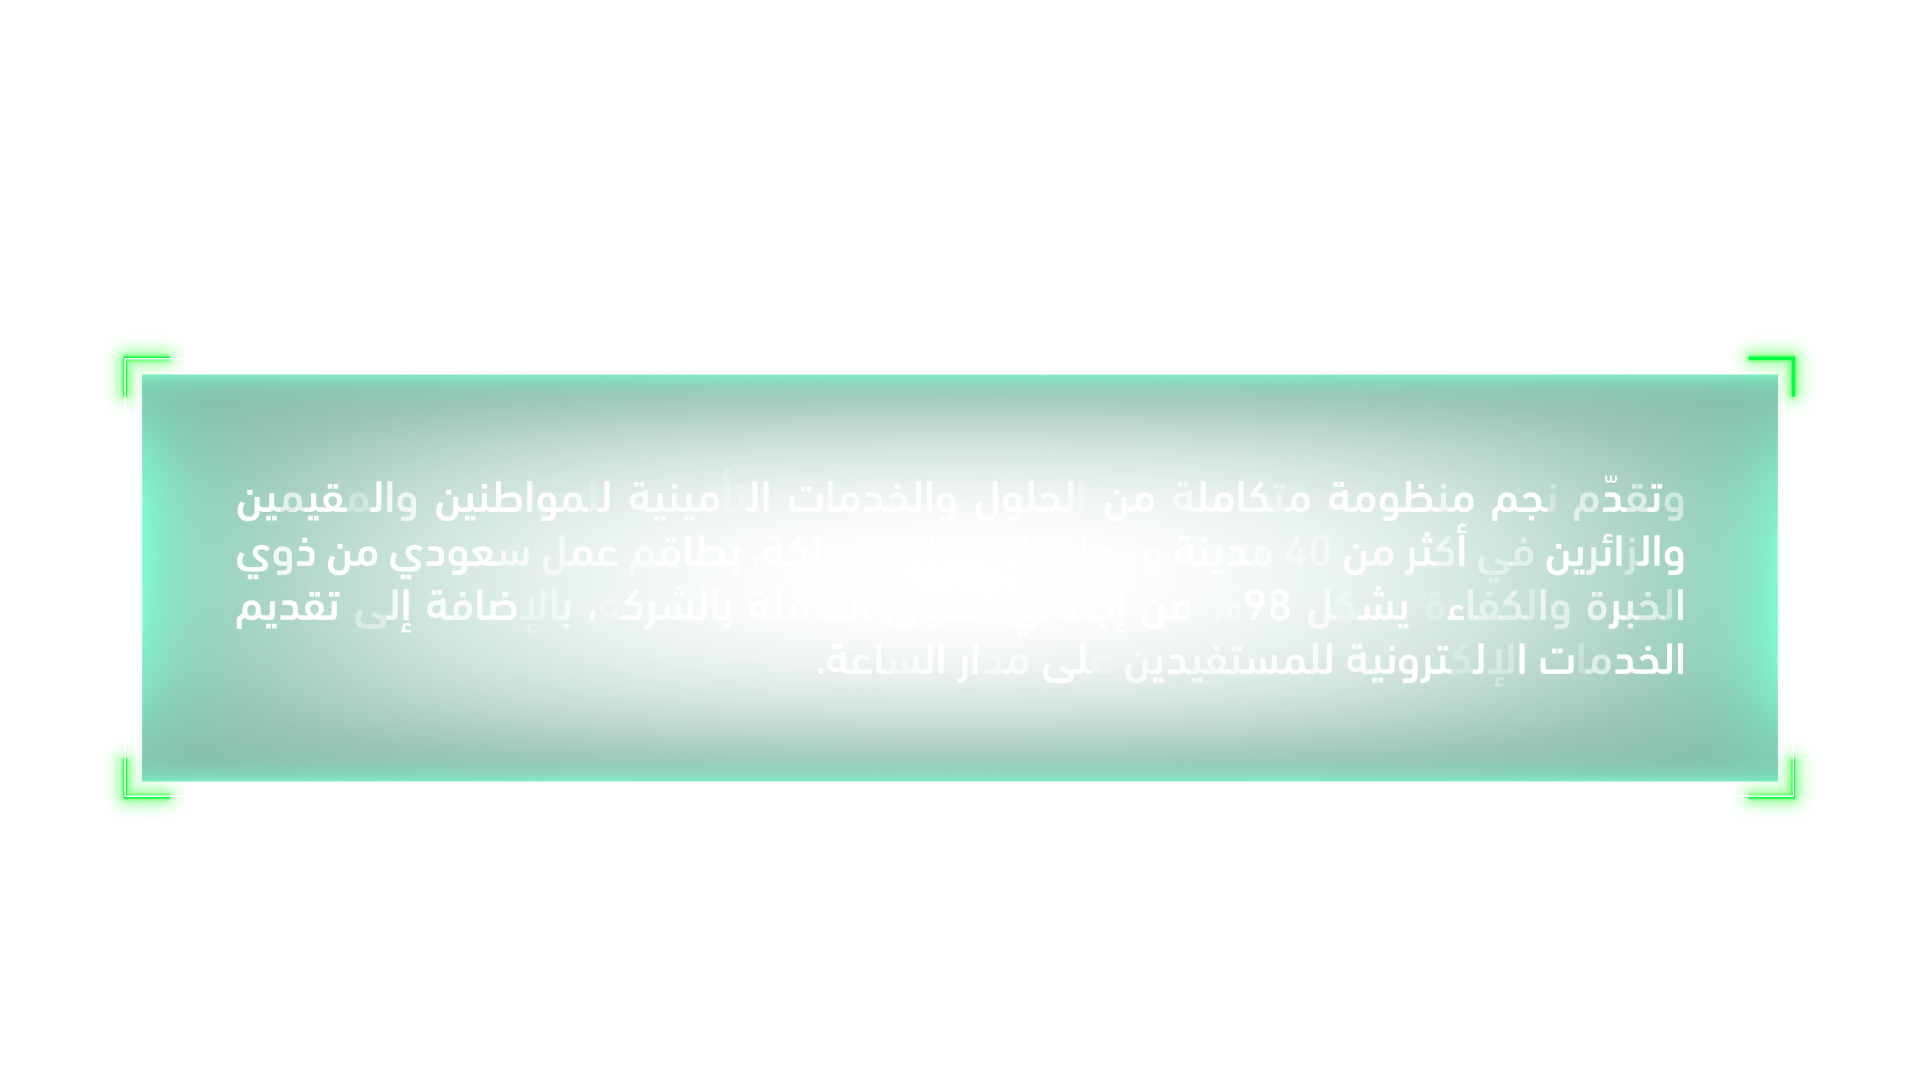 وتقدّم نجم منظومة متكاملة من الحلول والخدمات التأمينية للمواطنين والمقيمين
والزائرين في أكثر من 40 مدينة ومحافظة حول المملكة، بطاقم عمل سعودي من ذوي
الخبرة والكفاءة يشكل 98% من إجمالي القوى العاملة بالشركة، بالإضافة إلى تقديم
الخدمات الإلكترونية للمستفيدين على مدار الساعة.